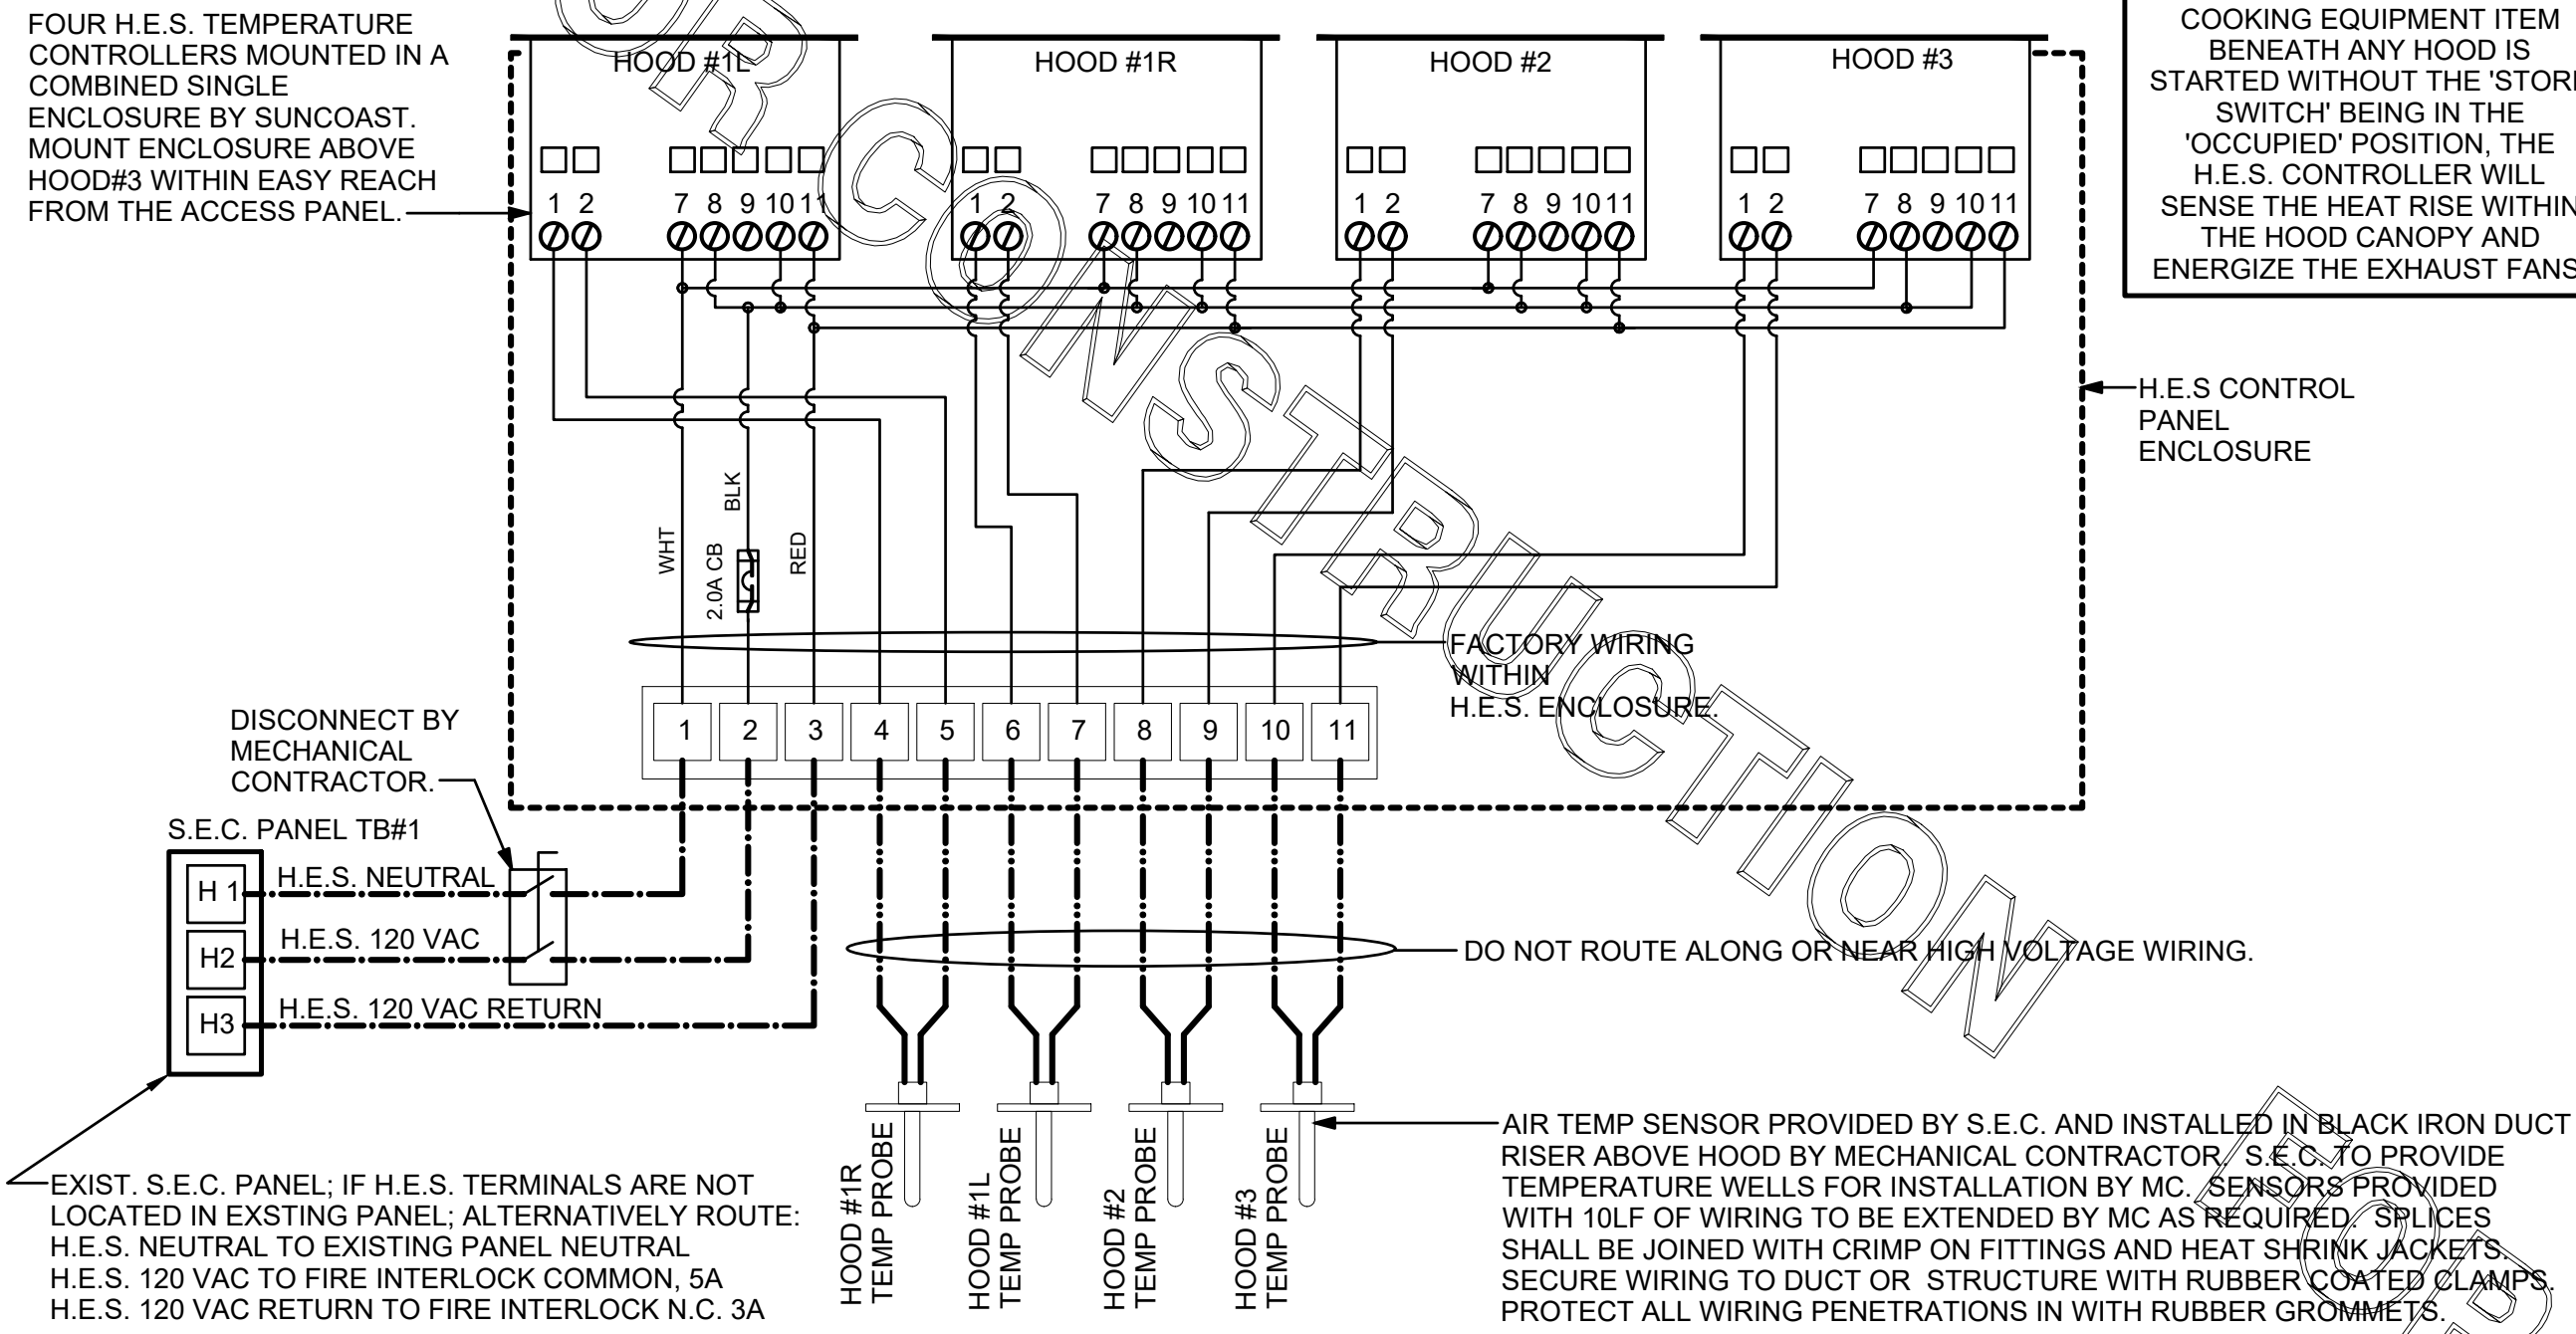 FOUR H.E.S. TEMPERATURE
CONTROLLERS MOUNTED IN A
COMBINED SINGLE
ENCLOSURE BY SUNCOAST.
MOUNT ENCLOSURE ABOVE
HOOD#3 WITHIN EASY REACH
FROM THE ACCESS PANEL.
HOOD #1L
1 2 7 8 9 10 11
HOOD #1R
1 2 7 8 9 10 11
HOOD #2
1 2 7 8 9 10 11
HOOD #3
1 2 7 8 9 10 11
COOKING EQUIPMENT ITEM
BENEATH ANY HOOD IS
STARTED WITHOUT THE 'STORE
SWITCH' BEING IN THE
'OCCUPIED' POSITION, THE
H.E.S. CONTROLLER WILL
SENSE THE HEAT RISE WITHIN
THE HOOD CANOPY AND
ENERGIZE THE EXHAUST FANS
H.E.S CONTROL
PANEL
ENCLOSURE
WHT
BLK
2.0A CB
RED
FACTORY WIRING
WITHIN
H.E.S. ENCLOSURE.
1 2 3 4 5 6 7 8 9 10 11
DISCONNECT BY
MECHANICAL
CONTRACTOR.
S.E.C. PANEL TB#1
H 1 H.E.S. NEUTRAL
H2 H.E.S. 120 VAC
H3 H.E.S. 120 VAC RETURN
DO NOT ROUTE ALONG OR NEAR HIGH VOLTAGE WIRING.
HOOD #1R
TEMP PROBE
HOOD #1L
TEMP PROBE
HOOD #2
TEMP PROBE
HOOD #3
TEMP PROBE
EXIST. S.E.C. PANEL; IF H.E.S. TERMINALS ARE NOT
LOCATED IN EXSTING PANEL; ALTERNATIVELY ROUTE:
H.E.S. NEUTRAL TO EXISTING PANEL NEUTRAL
H.E.S. 120 VAC TO FIRE INTERLOCK COMMON, 5A
H.E.S. 120 VAC RETURN TO FIRE INTERLOCK N.C. 3A
AIR TEMP SENSOR PROVIDED BY S.E.C. AND INSTALLED IN BLACK IRON DUCT
RISER ABOVE HOOD BY MECHANICAL CONTRACTOR. S.E.C. TO PROVIDE
TEMPERATURE WELLS FOR INSTALLATION BY MC. SENSORS PROVIDED
WITH 10LF OF WIRING TO BE EXTENDED BY MC AS REQUIRED. SPLICES
SHALL BE JOINED WITH CRIMP ON FITTINGS AND HEAT SHRINK JACKETS.
SECURE WIRING TO DUCT OR STRUCTURE WITH RUBBER COATED CLAMPS.
PROTECT ALL WIRING PENETRATIONS IN WITH RUBBER GROMMETS.
OR CONSTRUCTION
FOR